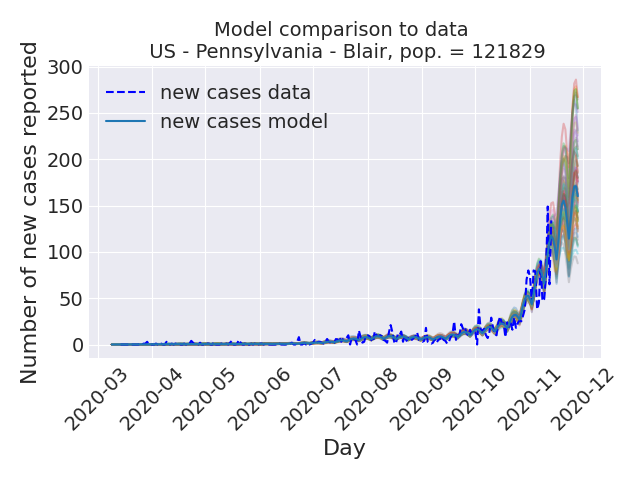 Model comparison to data
US - Pennsylvania - Blair, pop. = 121829
Number of new cases reported
300
250
200
150
100
50
0
new cases data
new cases model
2020-03
2020-04
2020-05
2020-06
2020-07
2020-08
2020-09
2020-10
2020-11
2020-12
Day